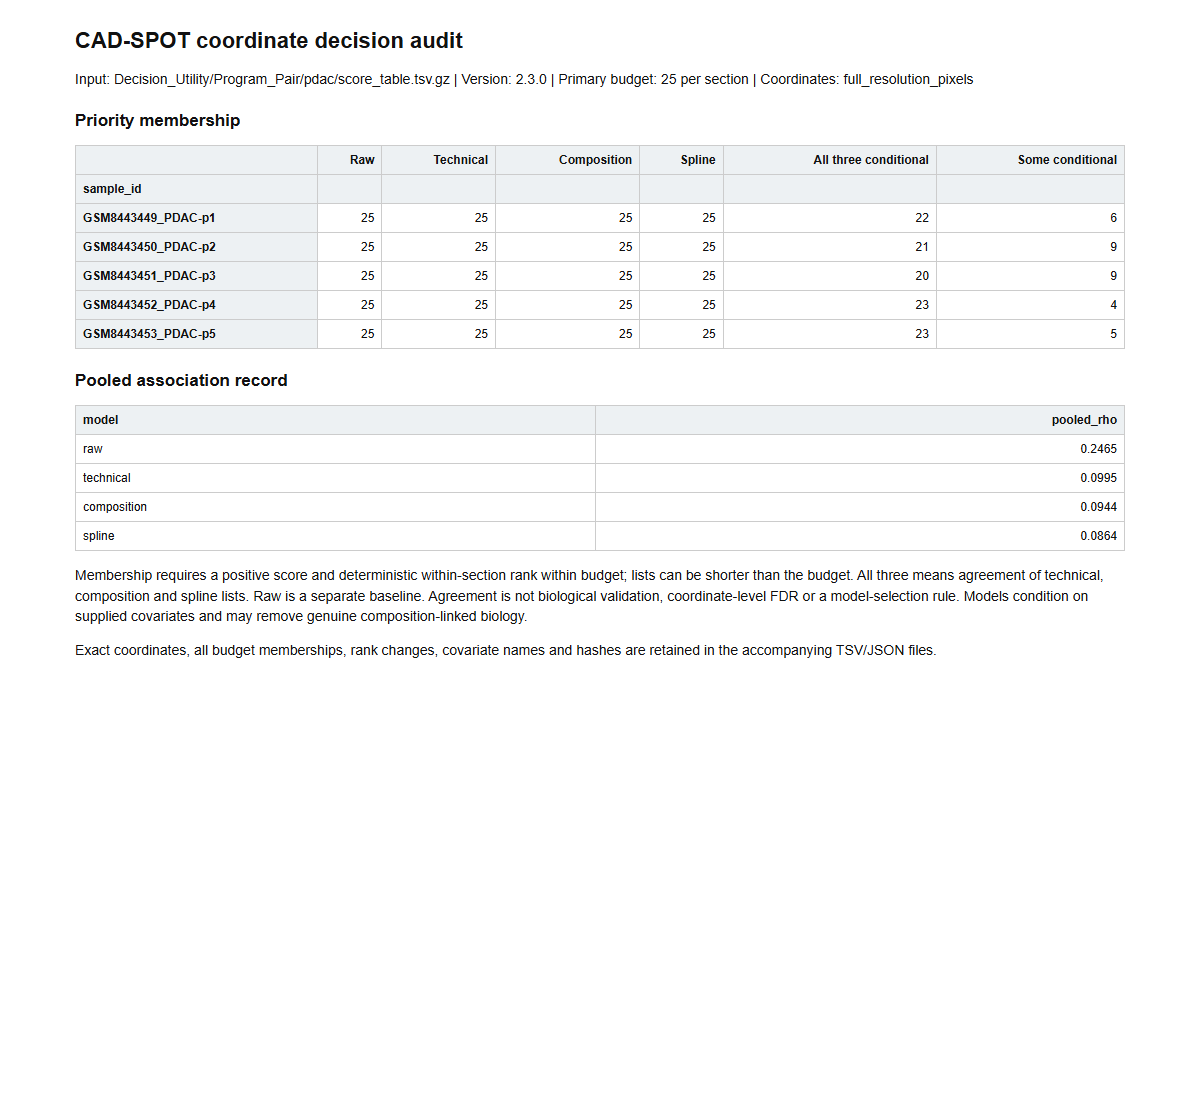 CAD-SPOT coordinate decision audit
Input: Decision_Utility/Program_Pair/pdac/score_table.tsv.gz | Version: 2.3.0 | Primary budget: 25 per section | Coordinates: full_resolution_pixels
Priority membership
Raw Technical Composition Spline All three conditional Some conditional
sample_id
GSM8443449_PDAC-p1 25 25 25 25 22 6
GSM8443450_PDAC-p2 25 25 25 25 21 9
GSM8443451_PDAC-p3 25 25 25 25 20 9
GSM8443452_PDAC-p4 25 25 25 25 23 4
GSM8443453_PDAC-p5 25 25 25 25 23 5
Pooled association record
model pooled_rho
raw 0.2465
technical 0.0995
composition 0.0944
spline 0.0864
Membership requires a positive score and deterministic within-section rank within budget; lists can be shorter than the budget. All three means agreement of technical,
composition and spline lists. Raw is a separate baseline. Agreement is not biological validation, coordinate-level FDR or a model-selection rule. Models condition on
supplied covariates and may remove genuine composition-linked biology.
Exact coordinates, all budget memberships, rank changes, covariate names and hashes are retained in the accompanying TSV/JSON files.